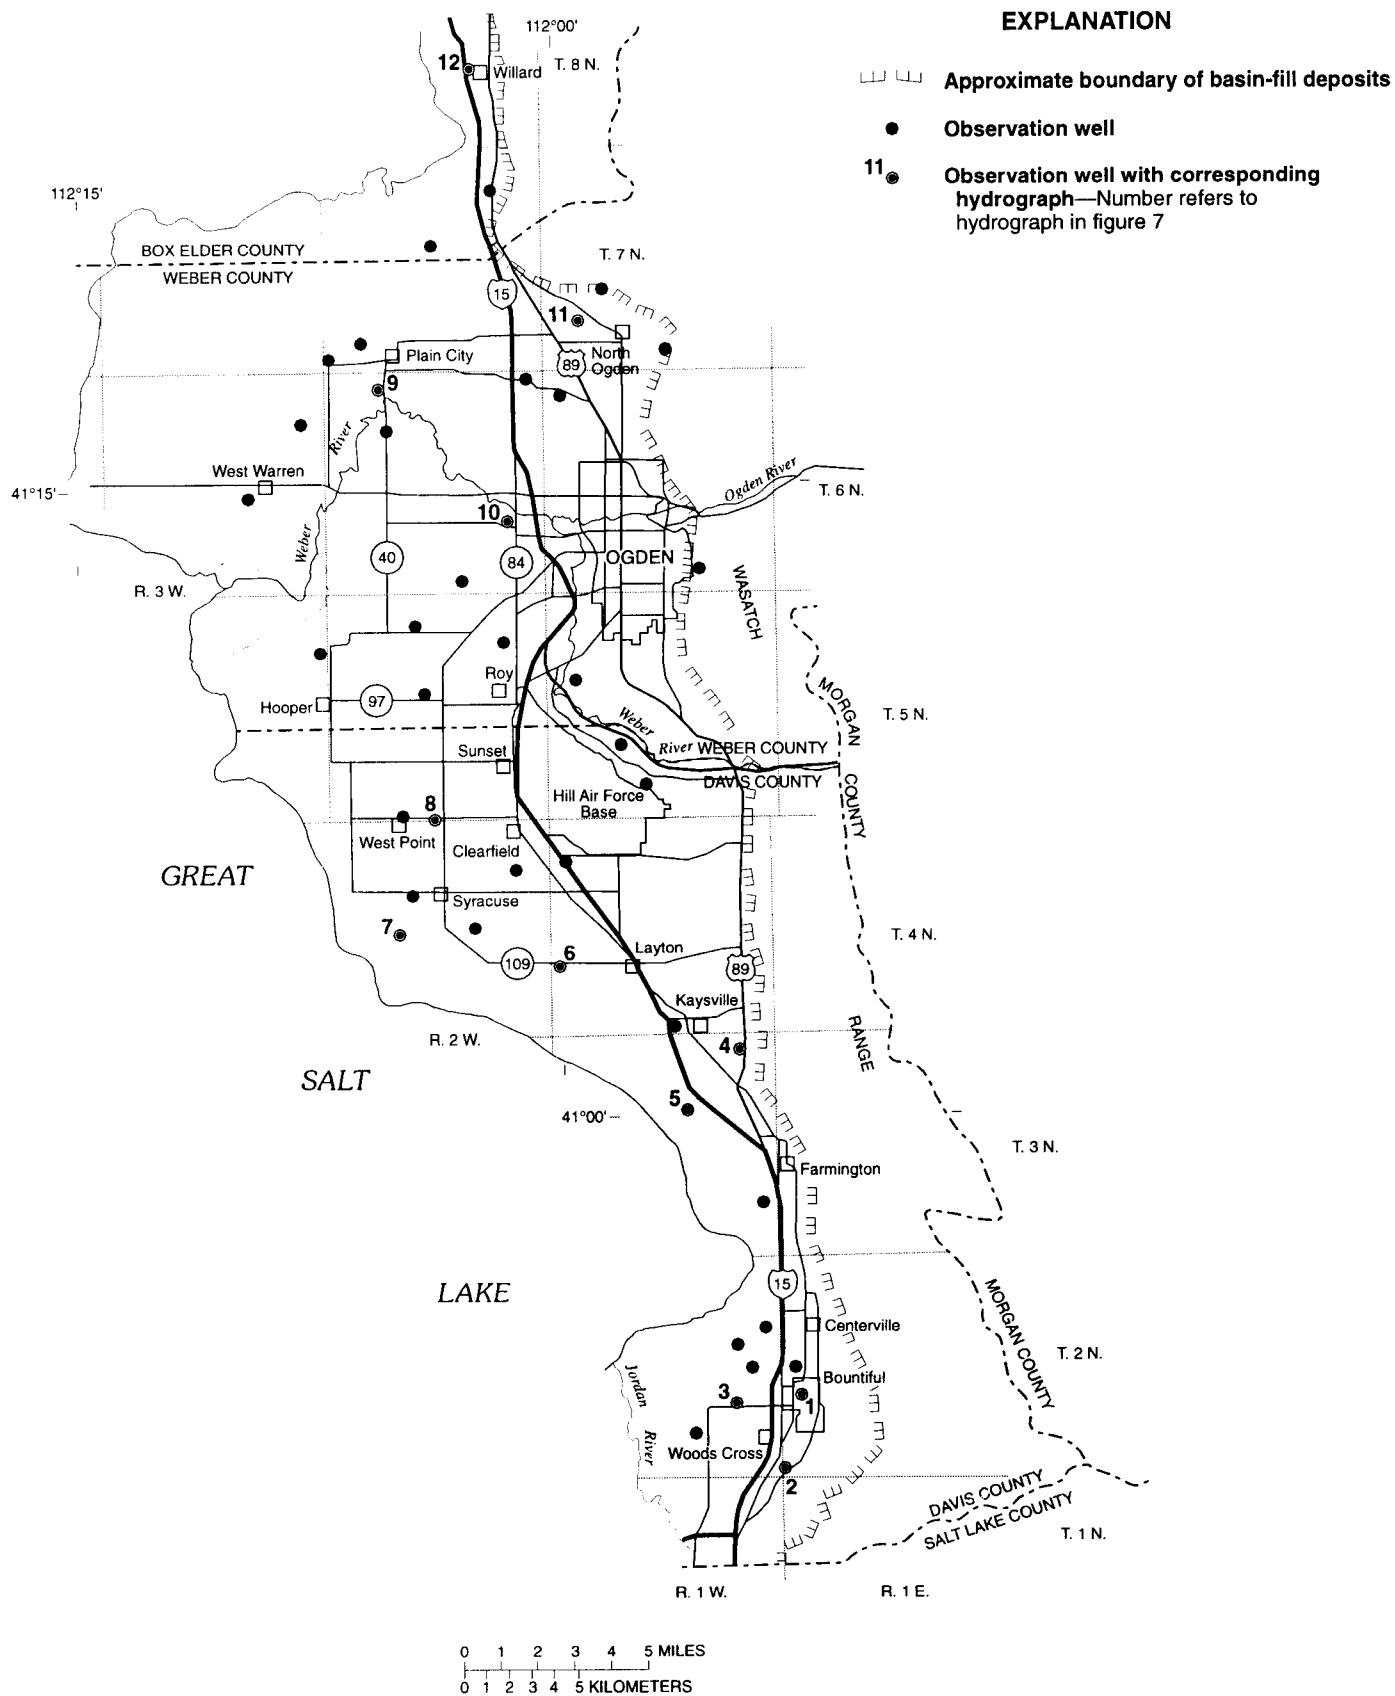 EXPLANATION
Approximate boundary of basin-fill deposits
Observation well
11
Observation well with corresponding
hydrograph—Number refers to
hydrograph in figure 7
112°00'
12
Willard
T. 8 N.
112°15'
BOX ELDER COUNTY
WEBER COUNTY
T. 7 N.
15
11
North
Ogden
89
Plain City
9
River
West Warren
41°15'
Ogden River
T. 6 N.
10
Weber
40
84
OGDEN
R. 3 W.
WASATCH
Roy
97
Hooper
MORGAN
COUNTY
T. 5 N.
Weber
River
WEBER COUNTY
DAVIS COUNTY
Sunset
Hill Air Force
Base
8
West Point
Clearfield
GREAT
Syracuse
7
T. 4 N.
6
109
Layton
89
Kaysville
RANGE
R. 2 W.
4
SALT
5
41°00'
T. 3 N.
Farmington
LAKE
15
MORGAN COUNTY
Centerville
T. 2 N.
Jordan
River
Bountiful
3
1
Woods Cross
2
DAVIS COUNTY
SALT LAKE COUNTY
T. 1 N.
R. 1 W.
R. 1 E.
0 1 2 3 4 5 MILES
0 1 2 3 4 5 KILOMETERS